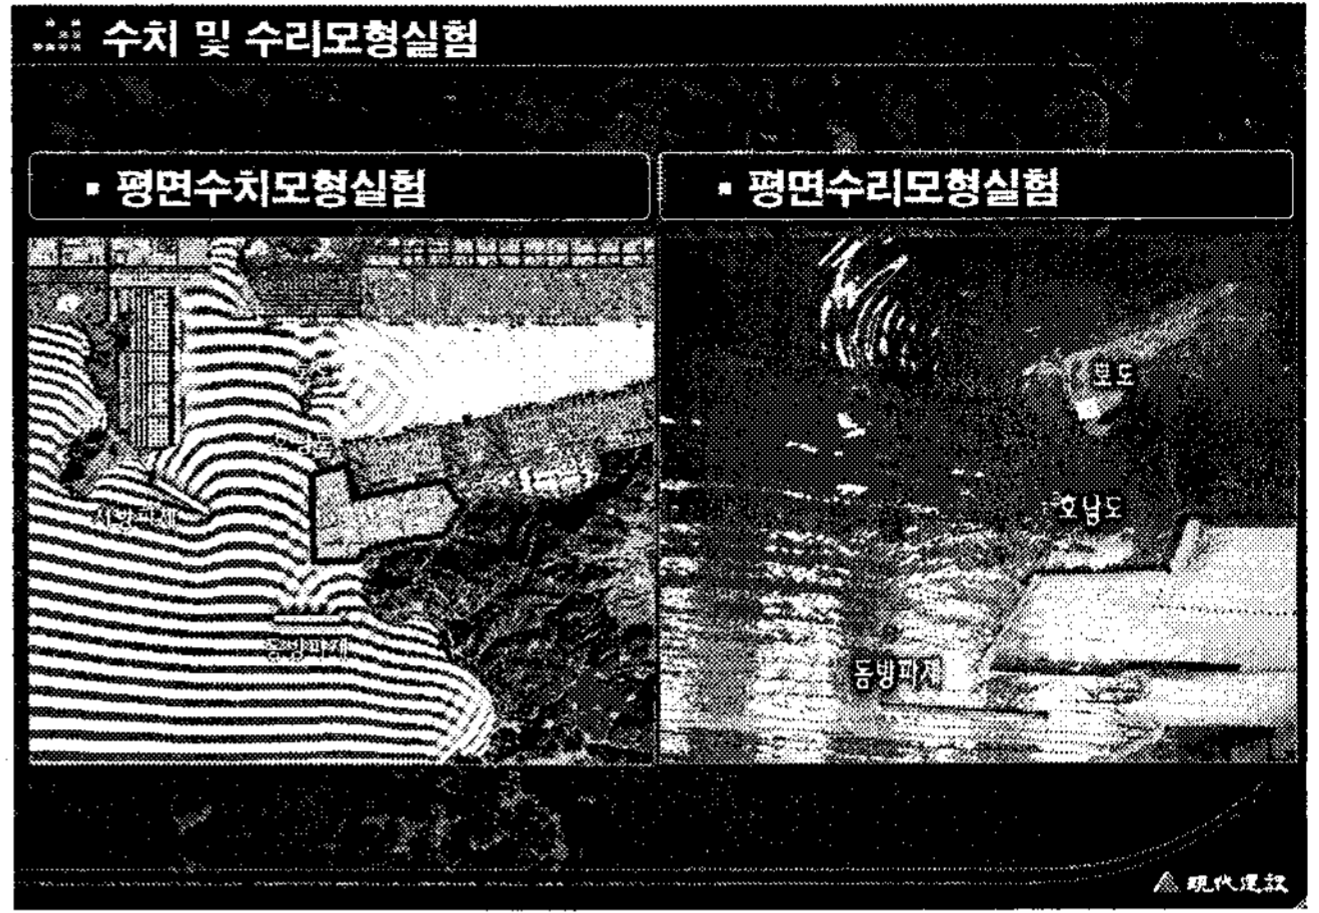 수치 및 수리모형실험
▪ 평면수치모형실험
▪ 평면수리모형실험
토도
호남도
서방파제
동방파제
동방파제
現代建設